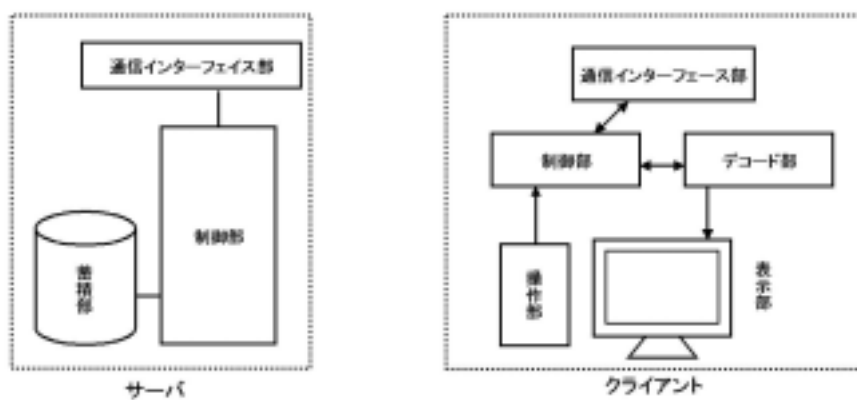 通信インターフェイス部
制御部
蓄積部
サーバ
通信インターフェース部
制御部
デコード部
操作部
表示部
クライアント